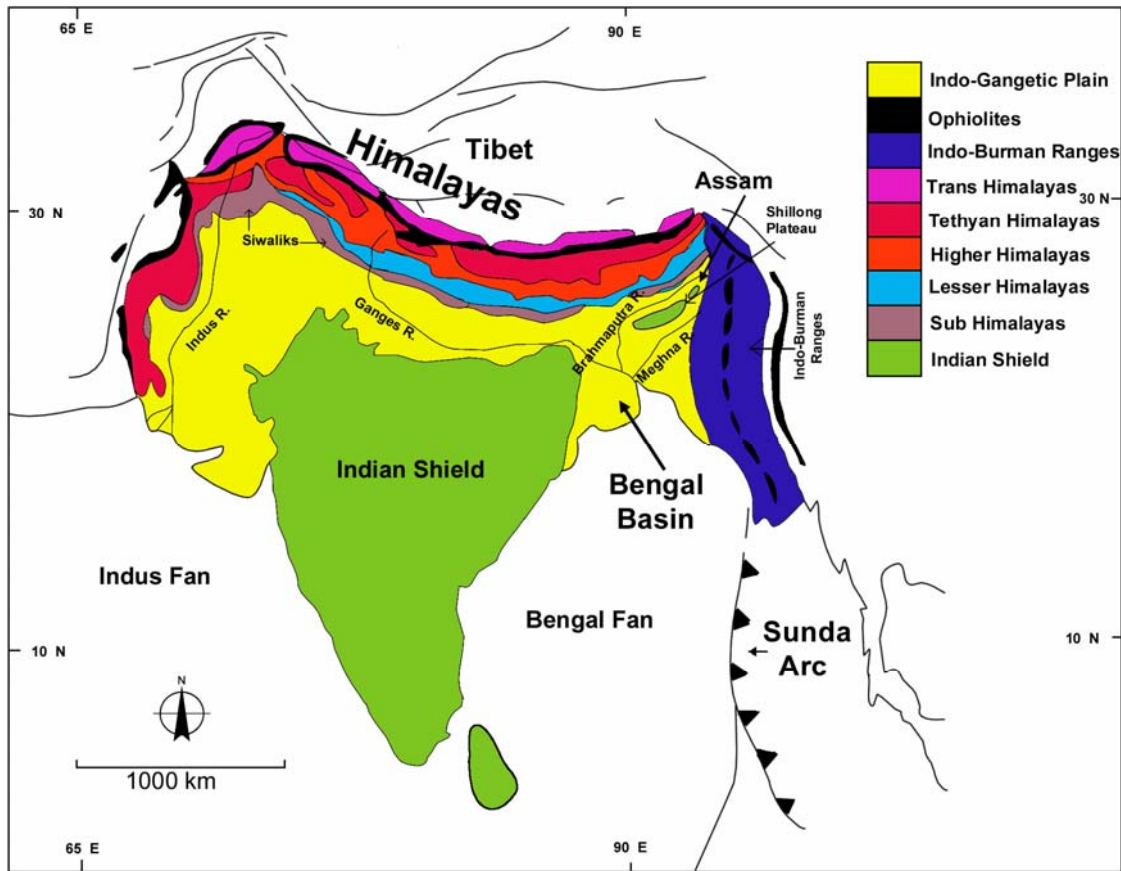 65 E
90 E
Indo-Gangetic Plain
Ophiolites
Indo-Burman Ranges
Trans Himalayas
Tethyan Himalayas
Higher Himalayas
Lesser Himalayas
Sub Himalayas
Indian Shield
Himalayas
Tibet
Assam
Shillong
Plateau
30 N
30 N
Siwaliks
Indus R.
Ganges R.
Brahmaputra R.
Meghna R.
Indo-Burman
Ranges
Indian Shield
Bengal
Basin
Indus Fan
Bengal Fan
Sunda
Arc
10 N
10 N
N
1000 km
65 E
90 E